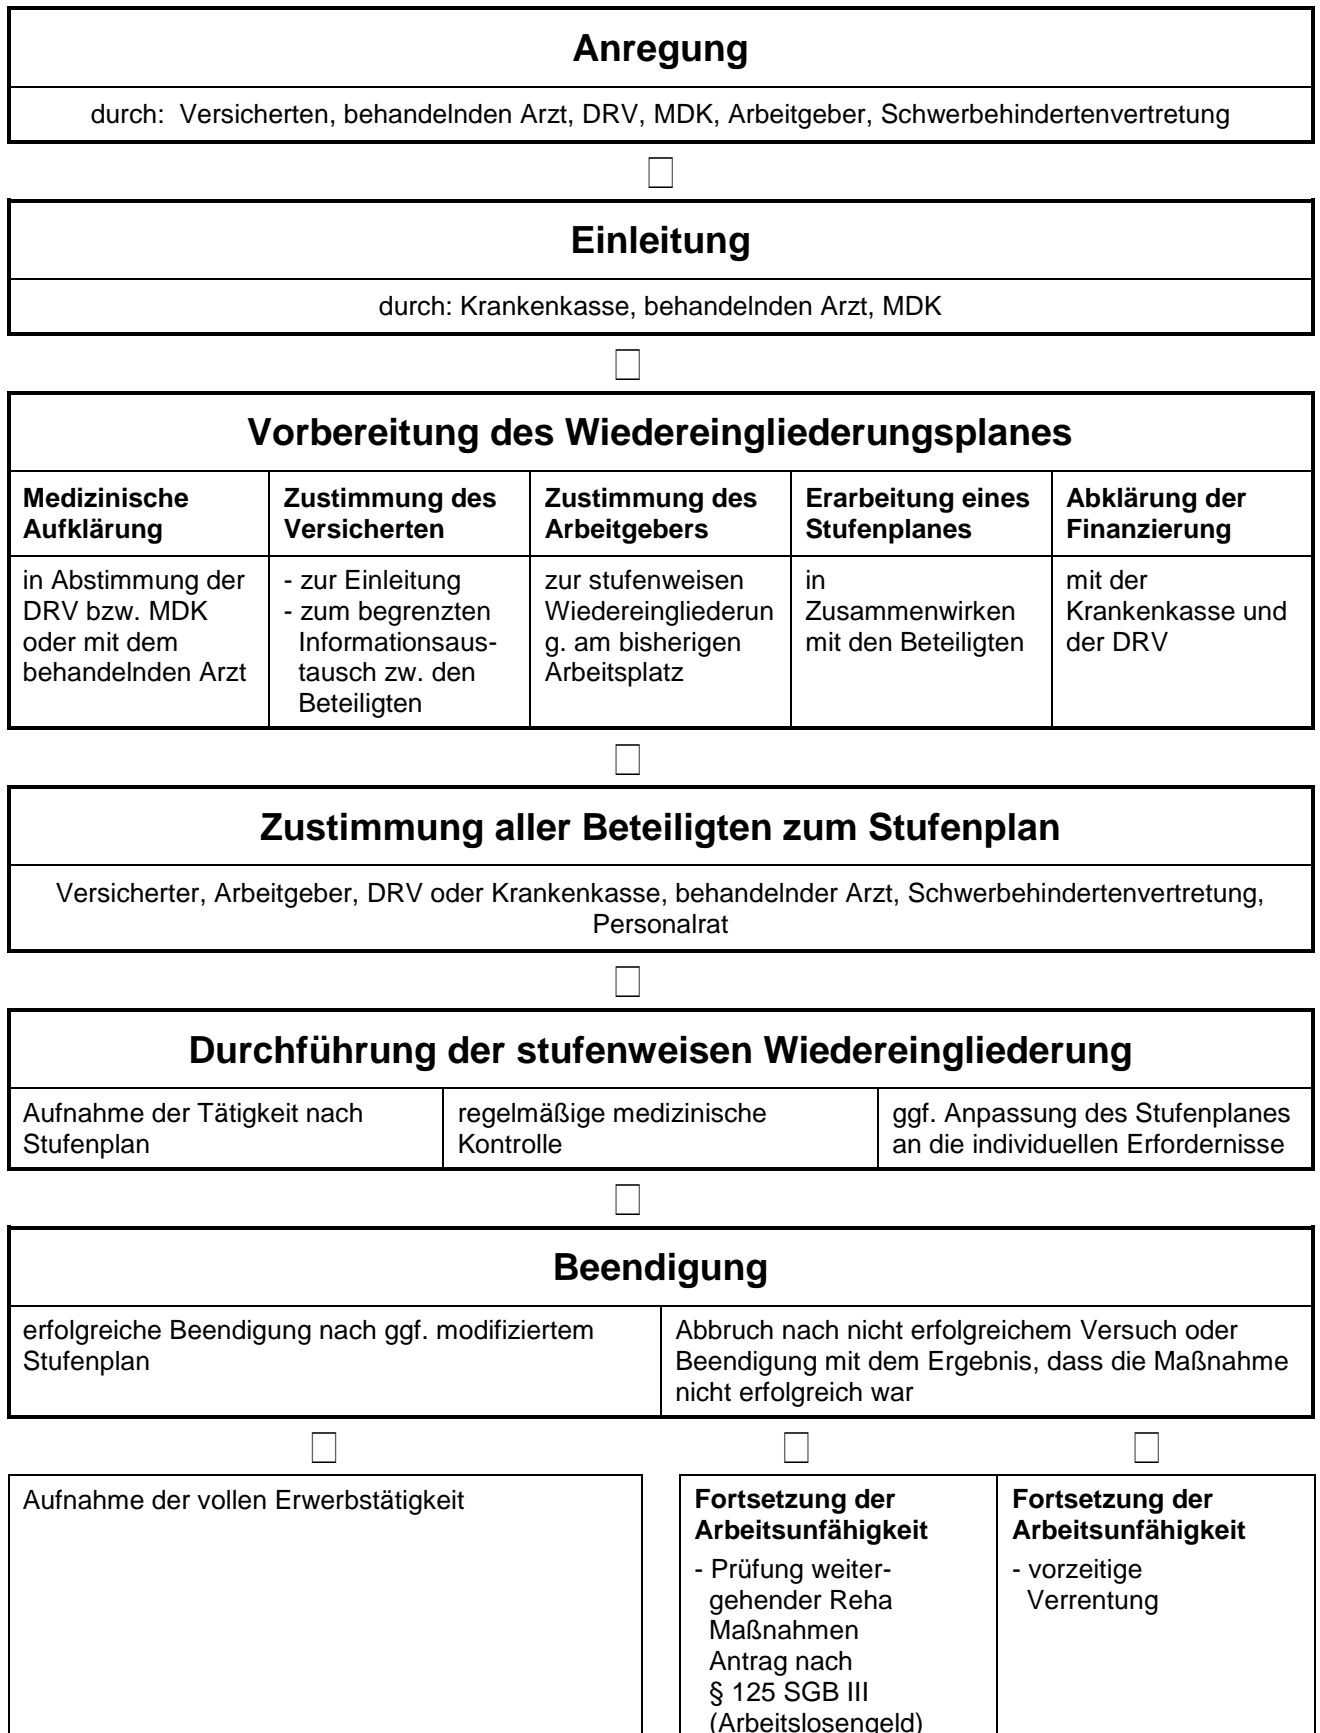 Anregung
durch: Versicherten, behandelnden Arzt, DRV, MDK, Arbeitgeber, Schwerbehindertenvertretung
Einleitung
durch: Krankenkasse, behandelnden Arzt, MDK
Vorbereitung des Wiedereingliederungsplanes
Medizinische
Aufklärung
in Abstimmung der
DRV bzw. MDK
oder mit dem
behandelnden Arzt
Zustimmung des
Versicherten
- zur Einleitung
- zum begrenzten
Informationsaus-
tausch zw. den
Beteiligten
Zustimmung des
Arbeitgebers
zur stufenweisen
Wiedereingliederun
g. am bisherigen
Arbeitsplatz
Erarbeitung eines
Stufenplanes
in
Zusammenwirken
mit den Beteiligten
Abklärung der
Finanzierung
mit der
Krankenkasse und
der DRV
Zustimmung aller Beteiligten zum Stufenplan
Versicherter, Arbeitgeber, DRV oder Krankenkasse, behandelnder Arzt, Schwerbehindertenvertretung,
Personalrat
Durchführung der stufenweisen Wiedereingliederung
Aufnahme der Tätigkeit nach
Stufenplan
regelmäßige medizinische
Kontrolle
ggf. Anpassung des Stufenplanes
an die individuellen Erfordernisse
Beendigung
erfolgreiche Beendigung nach ggf. modifiziertem
Stufenplan
Abbruch nach nicht erfolgreichem Versuch oder
Beendigung mit dem Ergebnis, dass die Maßnahme
nicht erfolgreich war
Aufnahme der vollen Erwerbstätigkeit
Fortsetzung der
Arbeitsunfähigkeit
- Prüfung weiter-
gehender Reha
Maßnahmen
Antrag nach
§ 125 SGB III
(Arbeitslosengeld)
Fortsetzung der
Arbeitsunfähigkeit
- vorzeitige
Verrentung